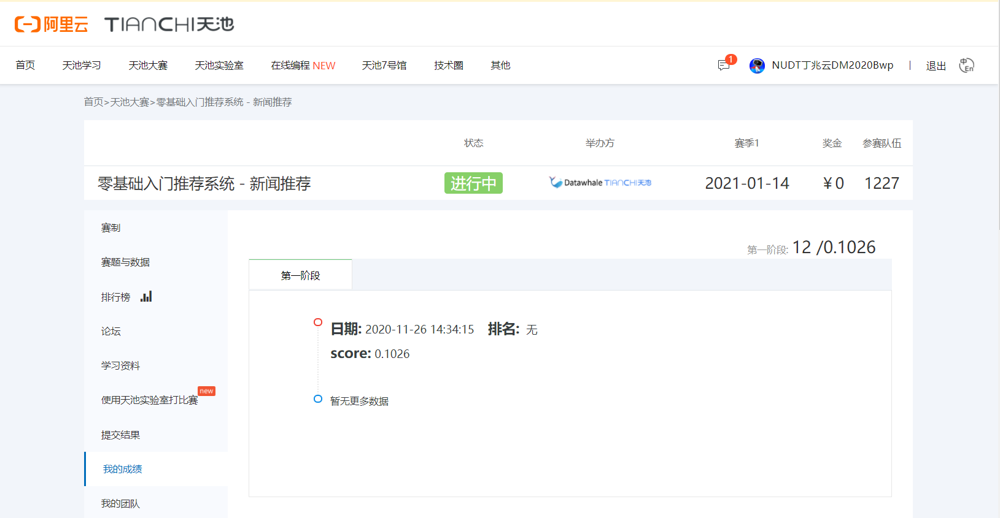 阿里云 TIANCHI天池
首页 天池学习 天池大赛 天池实验室 在线编程 NEW 天池7号馆 技术圈 其他 1 NUDT丁兆云DM2020Bwp | 退出 中 En
首页>天池大赛>零基础入门推荐系统 - 新闻推荐
状态 举办方 赛季1 奖金 参赛队伍
零基础入门推荐系统 - 新闻推荐 进行中 Datawhale TIANCHI天池 2021-01-14 ¥0 1227
赛制
赛题与数据
排行榜
论坛
学习资料
使用天池实验室打比赛 new
提交结果
我的成绩
我的团队
第一阶段: 12 /0.1026
第一阶段
日期: 2020-11-26 14:34:15 排名: 无
score: 0.1026
暂无更多数据